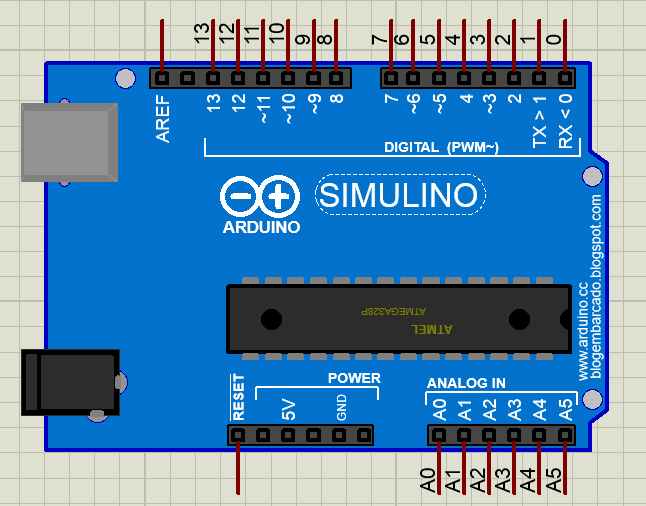 13 12 11 10 9 8 7 6 5 4 3 2 1 0
AREF 13 12 ~11 ~10 ~9 8 7 ~6 ~5 4 ~3 2 TX > 1 RX < 0
DIGITAL (PWM~)
SIMULINO
ARDUINO
ATMEGA328P
ATMEL
www.arduino.cc
blogembarcado.blogspot.com
POWER
ANALOG IN
RESET 5V GND A0 A1 A2 A3 A4 A5
A0 A1 A2 A3 A4 A5